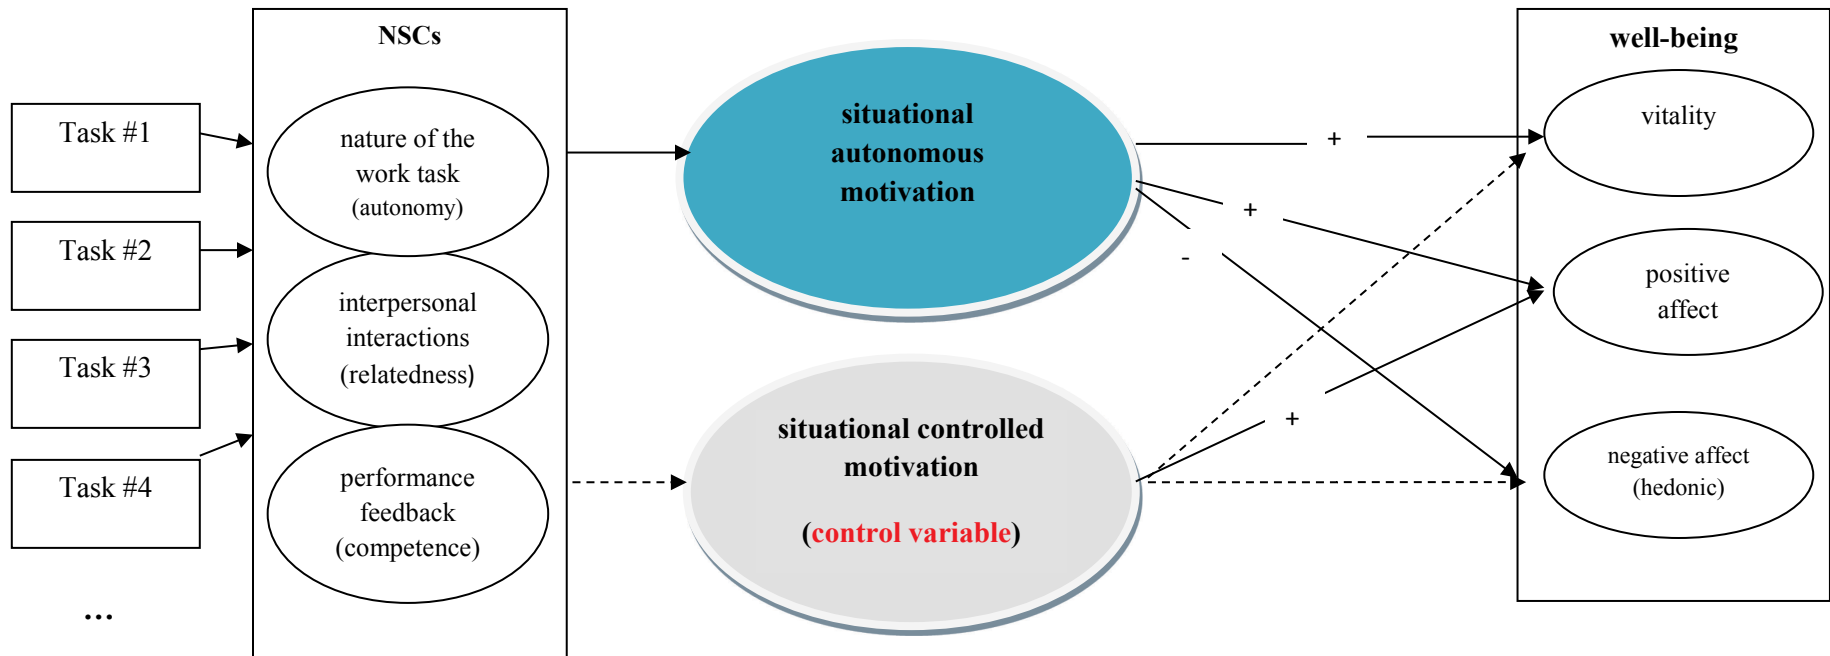 NSCs
well-being
Task #1
Task #2
Task #3
Task #4
...
nature of the
work task
(autonomy)
interpersonal
interactions
(relatedness)
performance
feedback
(competence)
situational
autonomous
motivation
situational controlled
motivation
(control variable)
+
+
-
+
vitality
positive
affect
negative affect
(hedonic)